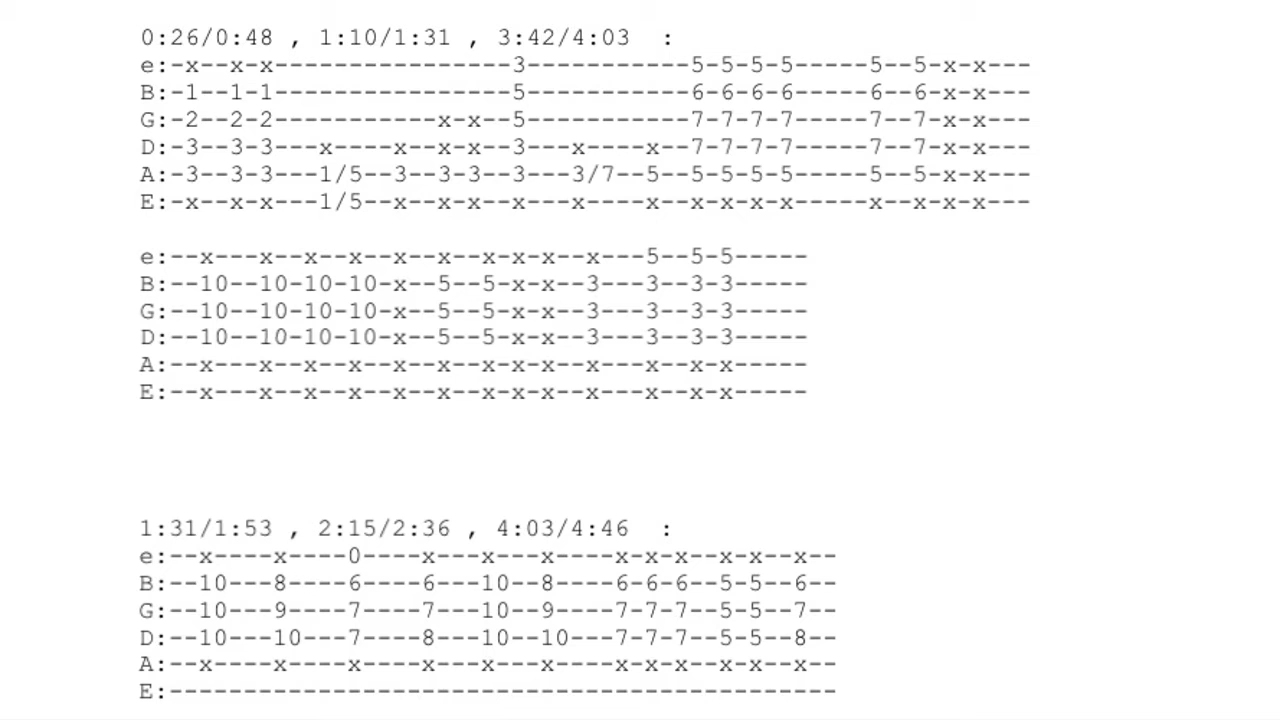 0:26/0:48 , 1:10/1:31 , 3:42/4:03  :
e:-x--x-x----------------3-----------5-5-5-5-----5--5-x-x---
B:-1--1-1----------------5-----------6-6-6-6-----6--6-x-x---
G:-2--2-2-----------x-x--5-----------7-7-7-7-----7--7-x-x---
D:-3--3-3---x----x--x-x--3---x----x--7-7-7-7-----7--7-x-x---
A:-3--3-3---1/5--3--3-3--3---3/7--5--5-5-5-5-----5--5-x-x---
E:-x--x-x---1/5--x--x-x--x---x----x--x-x-x-x-----x--x-x-x---
e:--x---x--x--x--x--x--x-x-x--x---5--5-5-----
B:--10--10-10-10-x--5--5-x-x--3---3--3-3-----
G:--10--10-10-10-x--5--5-x-x--3---3--3-3-----
D:--10--10-10-10-x--5--5-x-x--3---3--3-3-----
A:--x---x--x--x--x--x--x-x-x--x---x--x-x-----
E:--x---x--x--x--x--x--x-x-x--x---x--x-x-----
1:31/1:53 , 2:15/2:36 , 4:03/4:46  :
e:--x----x----0----x---x---x----x-x-x--x-x--x--
B:--10---8----6----6---10--8----6-6-6--5-5--6--
G:--10---9----7----7---10--9----7-7-7--5-5--7--
D:--10---10---7----8---10--10---7-7-7--5-5--8--
A:--x----x----x----x---x---x----x-x-x--x-x--x--
E:---------------------------------------------